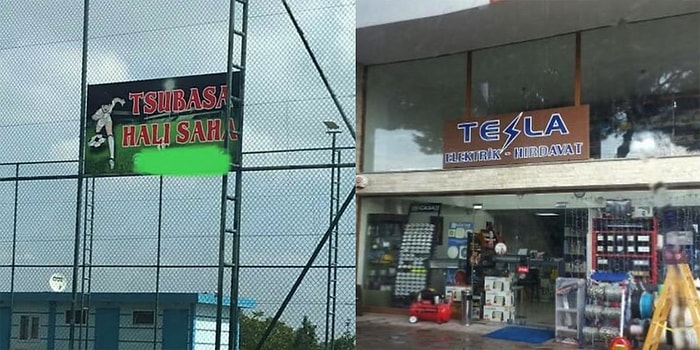 TSUBASA
HALI SAHA
TESLA
ELEKTRİK - HIRDAVAT